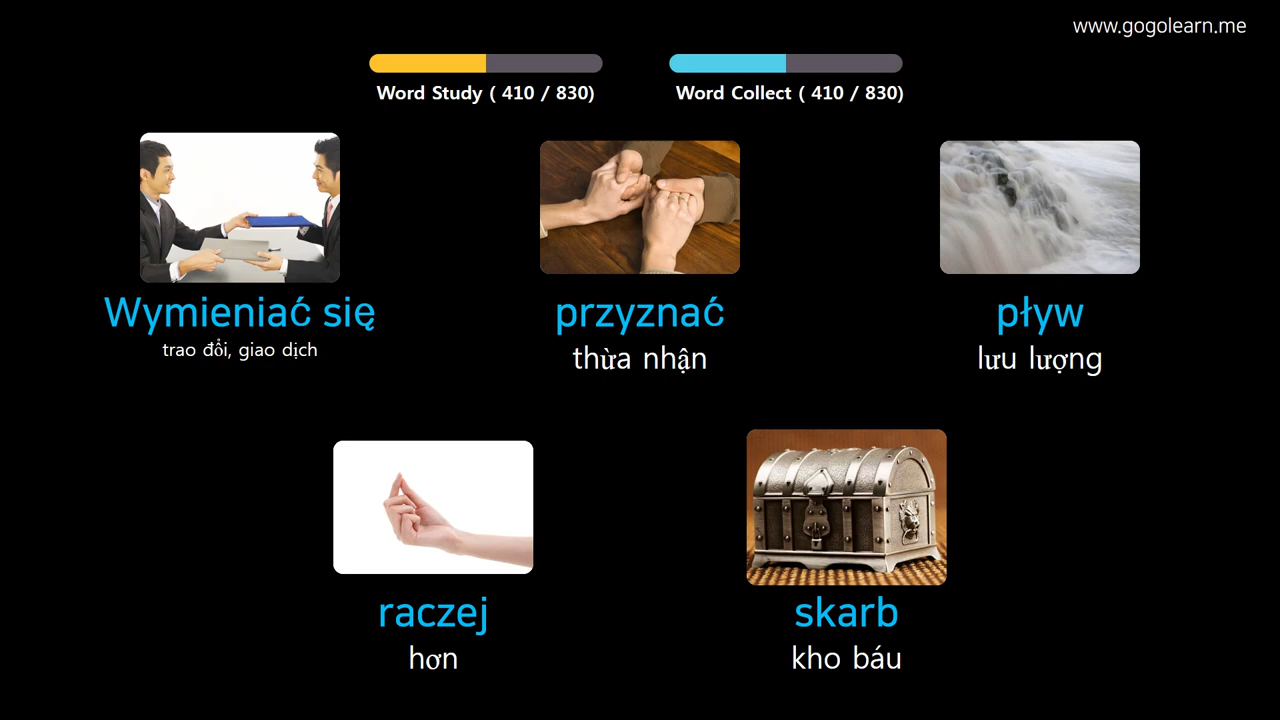 www.gogolearn.me
Word Study ( 410 / 830)
Word Collect ( 410 / 830)
Wymieniać się
trao đổi, giao dịch
przyznać
thừa nhận
pływ
lưu lượng
raczej
hơn
skarb
kho báu